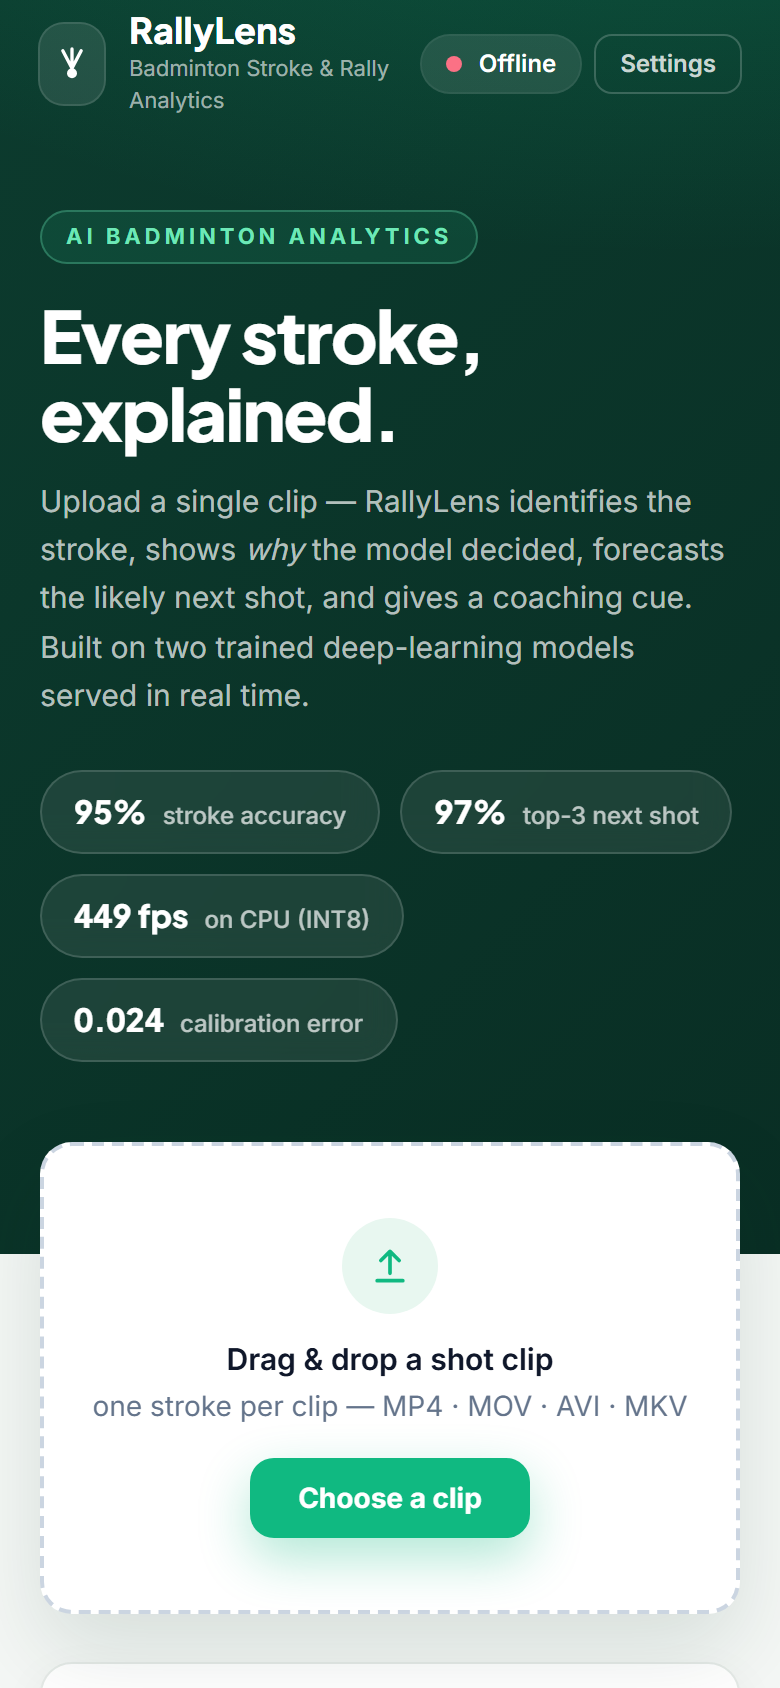 RallyLens
Badminton Stroke & Rally
Analytics
Offline
Settings
AI BADMINTON ANALYTICS
Every stroke,
explained.
Upload a single clip — RallyLens identifies the
stroke, shows why the model decided, forecasts
the likely next shot, and gives a coaching cue.
Built on two trained deep-learning models
served in real time.
95% stroke accuracy
97% top-3 next shot
449 fps on CPU (INT8)
0.024 calibration error
Drag & drop a shot clip
one stroke per clip — MP4 · MOV · AVI · MKV
Choose a clip